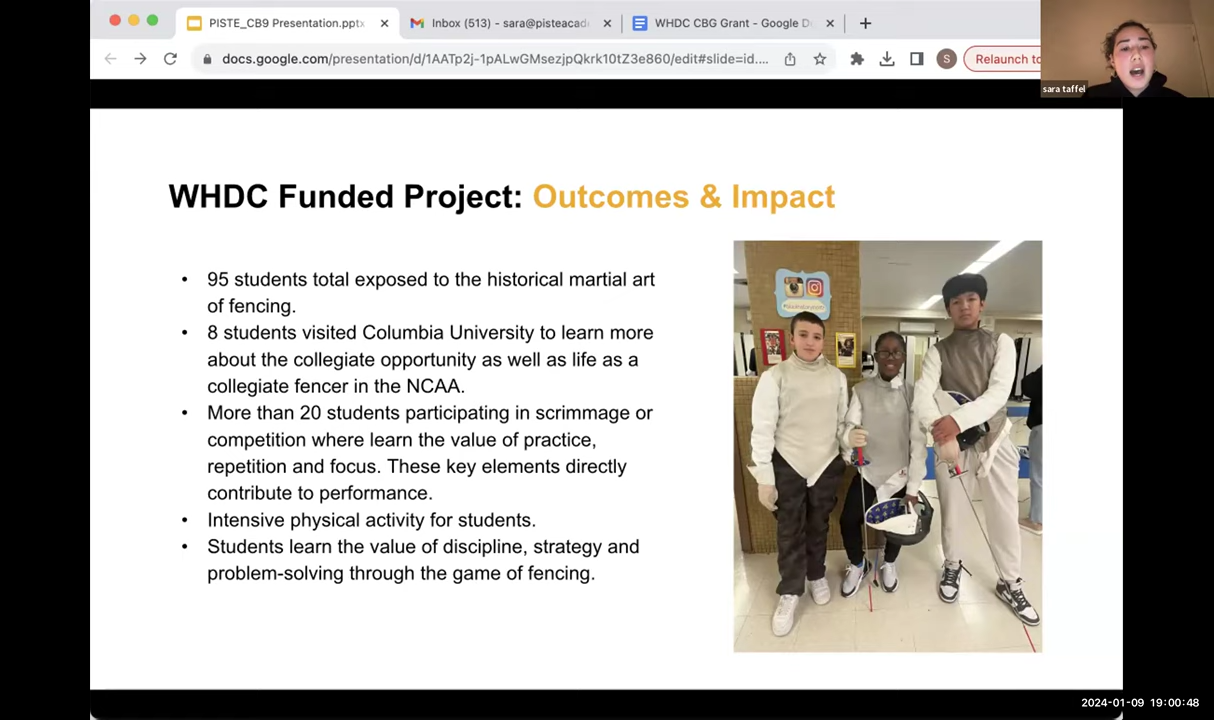 PISTE_CB9 Presentation.pptx
Inbox (513) - sara@pisteacade
WHDC CBG Grant - Google D
docs.google.com/presentation/d/1AATp2j-1pALwGMsezjpQkrk10tZ3e860/edit#slide=id....
S
Relaunch to
sara taffel
WHDC Funded Project: Outcomes & Impact
• 95 students total exposed to the historical martial art
of fencing.
• 8 students visited Columbia University to learn more
about the collegiate opportunity as well as life as a
collegiate fencer in the NCAA.
• More than 20 students participating in scrimmage or
competition where learn the value of practice,
repetition and focus. These key elements directly
contribute to performance.
• Intensive physical activity for students.
• Students learn the value of discipline, strategy and
problem-solving through the game of fencing.
2024-01-09 19:00:48